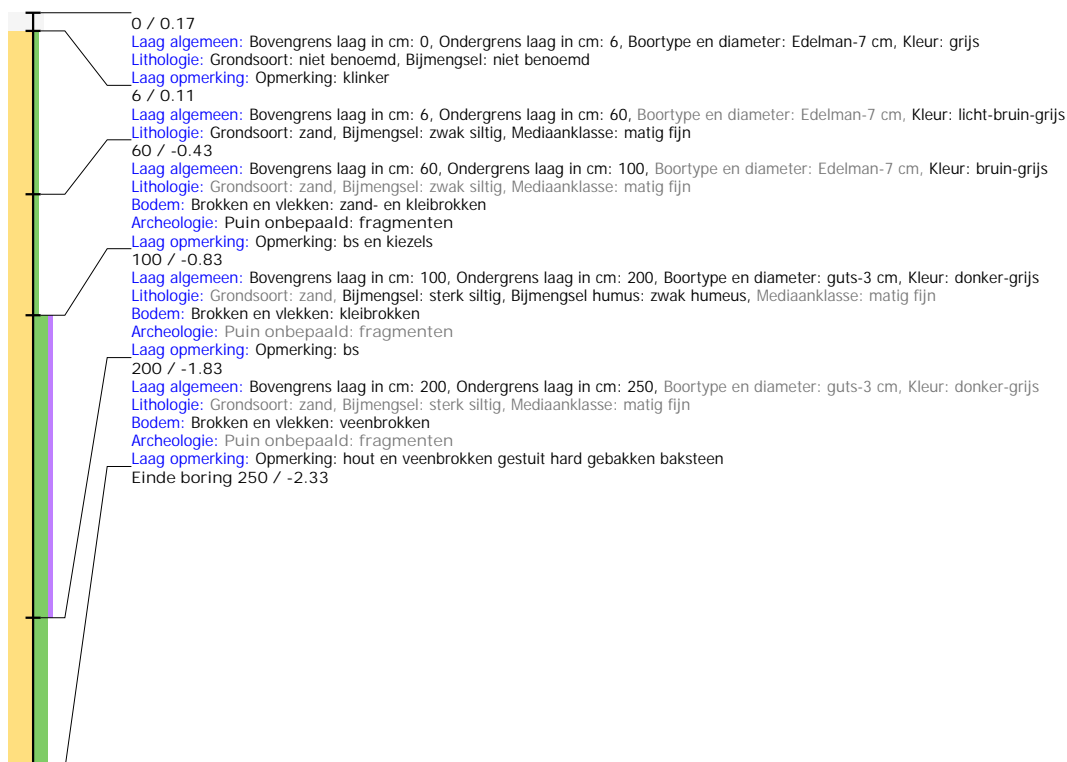 0 / 0.17
Laag algemeen: Bovengrens laag in cm: 0, Ondergrens laag in cm: 6, Boortype en diameter: Edelman-7 cm, Kleur: grijs
Lithologie: Grondsoort: niet benoemd, Bijmengsel: niet benoemd
Laag opmerking: Opmerking: klinker
6 / 0.11
Laag algemeen: Bovengrens laag in cm: 6, Ondergrens laag in cm: 60, Boortype en diameter: Edelman-7 cm, Kleur: licht-bruin-grijs
Lithologie: Grondsoort: zand, Bijmengsel: zwak siltig, Mediaanklasse: matig fijn
60 / -0.43
Laag algemeen: Bovengrens laag in cm: 60, Ondergrens laag in cm: 100, Boortype en diameter: Edelman-7 cm, Kleur: bruin-grijs
Lithologie: Grondsoort: zand, Bijmengsel: zwak siltig, Mediaanklasse: matig fijn
Bodem: Brokken en vlekken: zand- en kleibrokken
Archeologie: Puin onbepaald: fragmenten
Laag opmerking: Opmerking: bs en kiezels
100 / -0.83
Laag algemeen: Bovengrens laag in cm: 100, Ondergrens laag in cm: 200, Boortype en diameter: guts-3 cm, Kleur: donker-grijs
Lithologie: Grondsoort: zand, Bijmengsel: sterk siltig, Bijmengsel humus: zwak humeus, Mediaanklasse: matig fijn
Bodem: Brokken en vlekken: kleibrokken
Archeologie: Puin onbepaald: fragmenten
Laag opmerking: Opmerking: bs
200 / -1.83
Laag algemeen: Bovengrens laag in cm: 200, Ondergrens laag in cm: 250, Boortype en diameter: guts-3 cm, Kleur: donker-grijs
Lithologie: Grondsoort: zand, Bijmengsel: sterk siltig, Mediaanklasse: matig fijn
Bodem: Brokken en vlekken: veenbrokken
Archeologie: Puin onbepaald: fragmenten
Laag opmerking: Opmerking: hout en veenbrokken gestuit hard gebakken baksteen
Einde boring 250 / -2.33